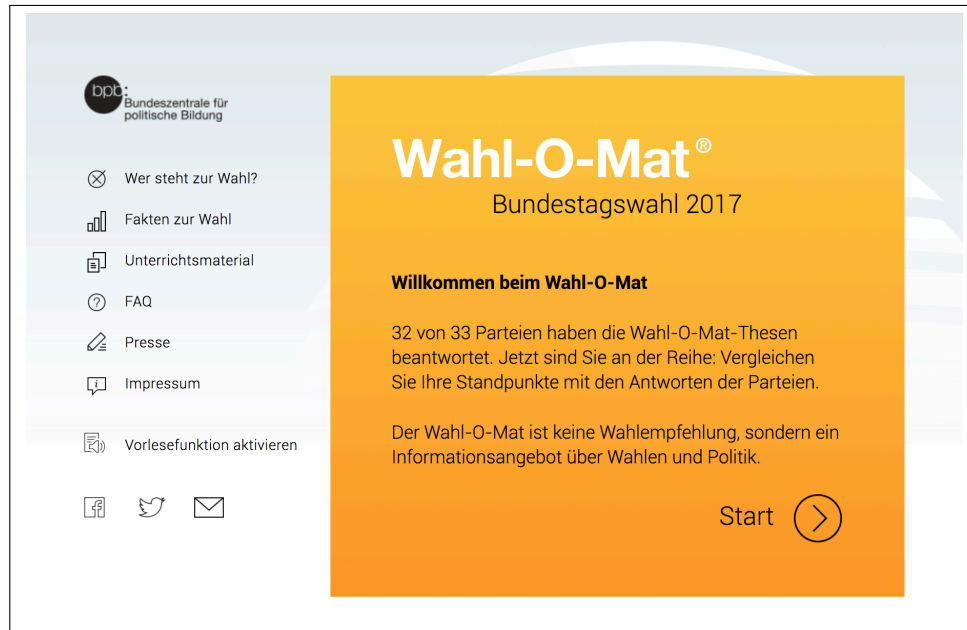 bpb:
Bundeszentrale für
politische Bildung
Wer steht zur Wahl?
Fakten zur Wahl
Unterrichtsmaterial
FAQ
Presse
Impressum
Vorlesefunktion aktivieren
Wahl-O-Mat®
Bundestagswahl 2017
Willkommen beim Wahl-O-Mat
32 von 33 Parteien haben die Wahl-O-Mat-Thesen
beantwortet. Jetzt sind Sie an der Reihe: Vergleichen
Sie Ihre Standpunkte mit den Antworten der Parteien.
Der Wahl-O-Mat ist keine Wahlempfehlung, sondern ein
Informationsangebot über Wahlen und Politik.
Start